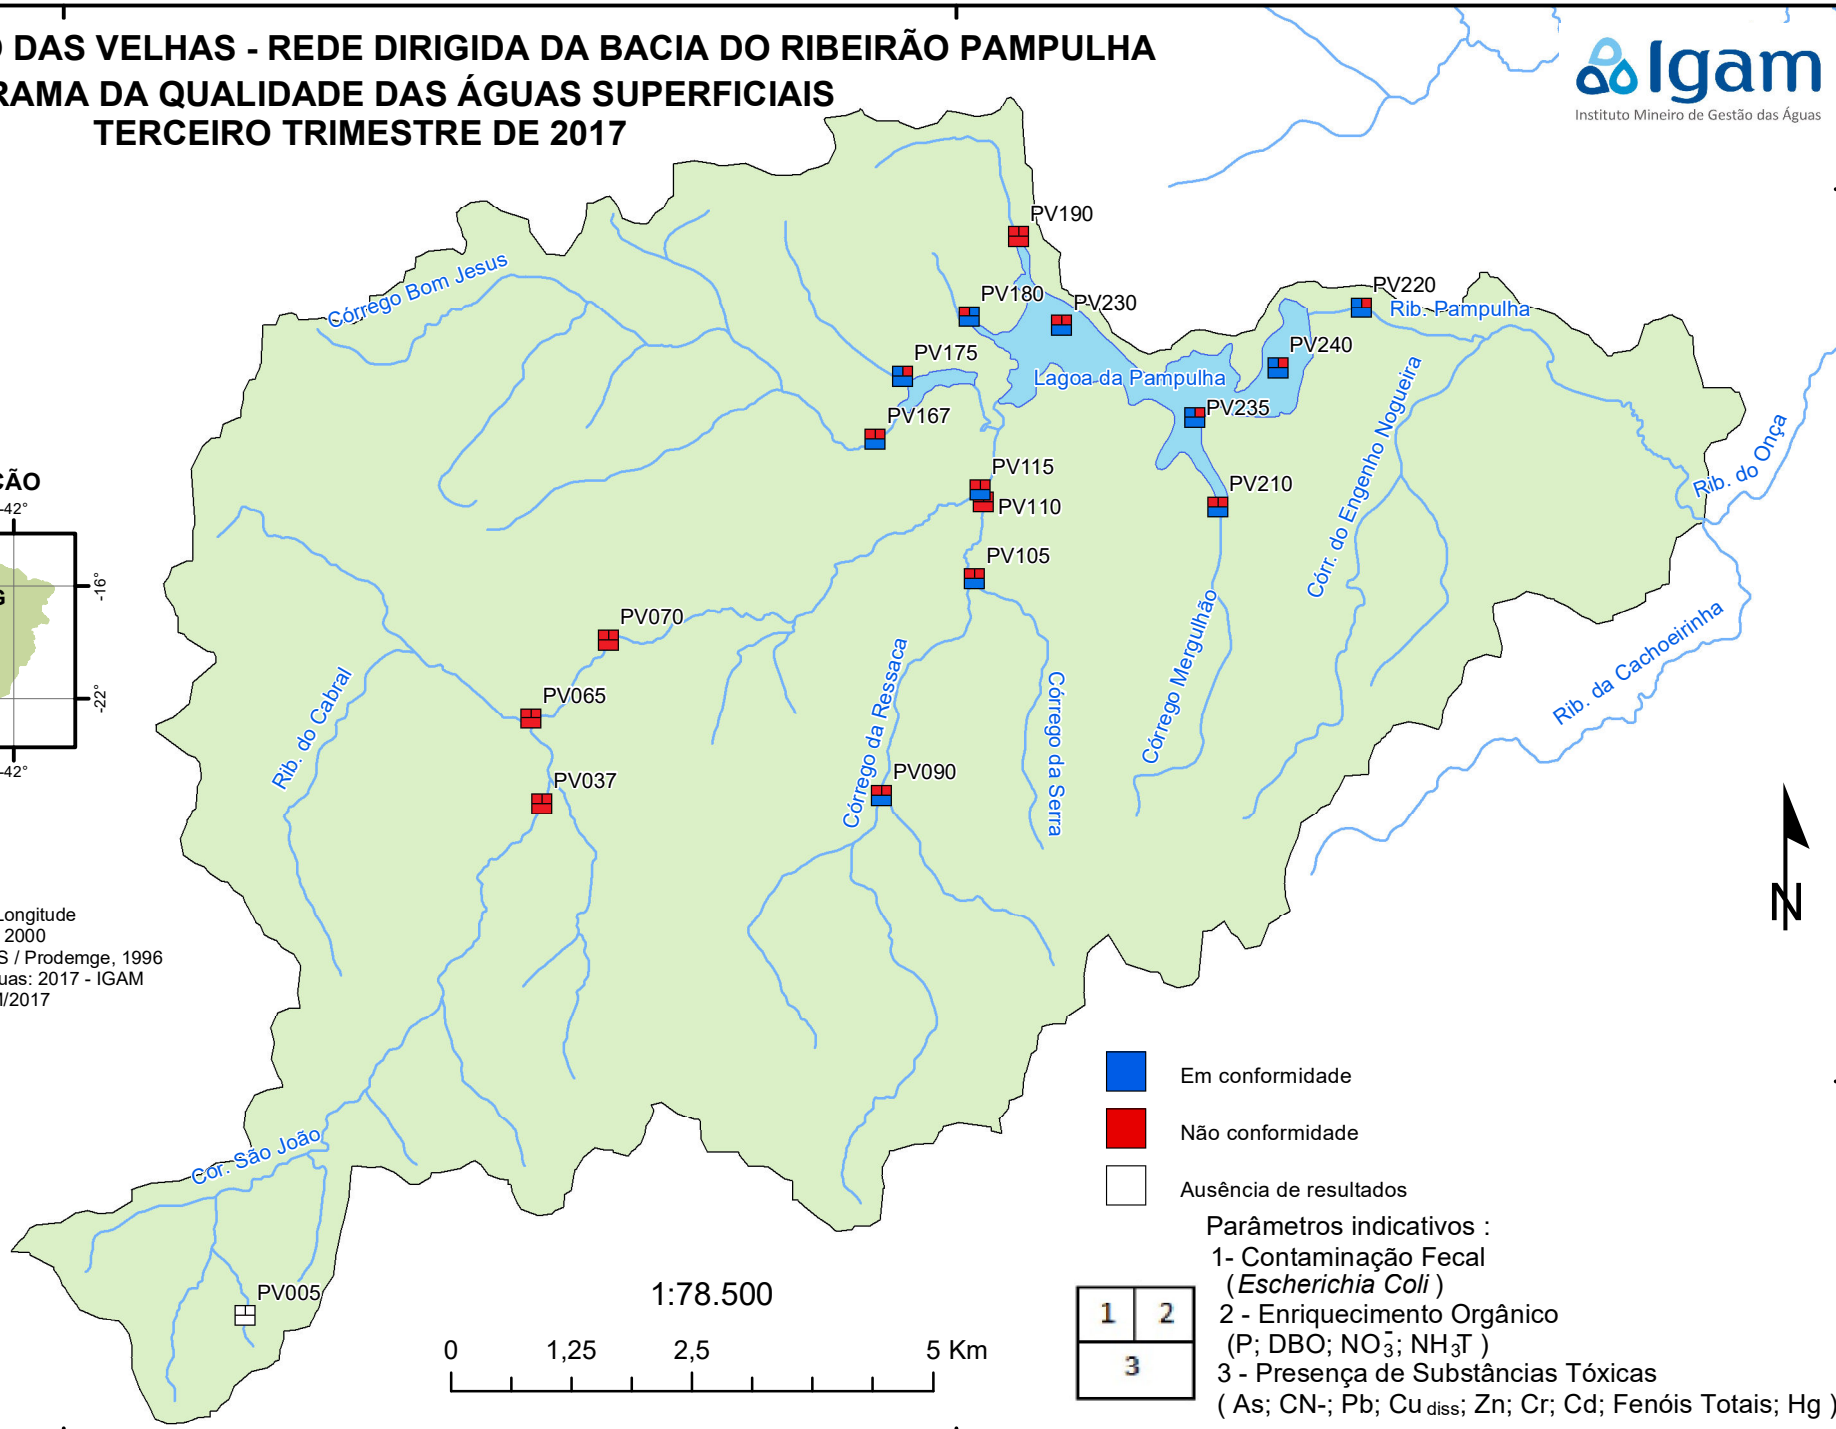 DAS VELHAS - REDE DIRIGIDA DA BACIA DO RIBEIRÃO PAMPULHA
RAMA DA QUALIDADE DAS ÁGUAS SUPERFICIAIS
TERCEIRO TRIMESTRE DE 2017
Igam
Instituto Mineiro de Gestão das Águas
PV190
Córrego Bom Jesus
PV180
PV230
PV220
Rib. Pampulha
PV175
PV240
Lagoa da Pampulha
PV167
PV235
Córr. do Engenho Nogueira
Rib. do Onça
PV115
PV110
PV210
ÇÃO
-42°
-16°
G
-22°
-42°
PV105
PV070
Rib. da Cachoeirinha
Córrego Mergulhão
Córrego da Ressaca
Córrego da Serra
Rib. do Cabral
PV065
PV037
PV090
N
Longitude
2000
S / Prodemge, 1996
uas: 2017 - IGAM
M/2017
Em conformidade
Não conformidade
Cor. São João
Ausência de resultados
Parâmetros indicativos :
1- Contaminação Fecal
(Escherichia Coli )
2 - Enriquecimento Orgânico
(P; DBO; NO3-; NH3T )
3 - Presença de Substâncias Tóxicas
( As; CN-; Pb; Cu diss; Zn; Cr; Cd; Fenóis Totais; Hg )
1 2
3
PV005
1:78.500
0 1,25 2,5 5 Km